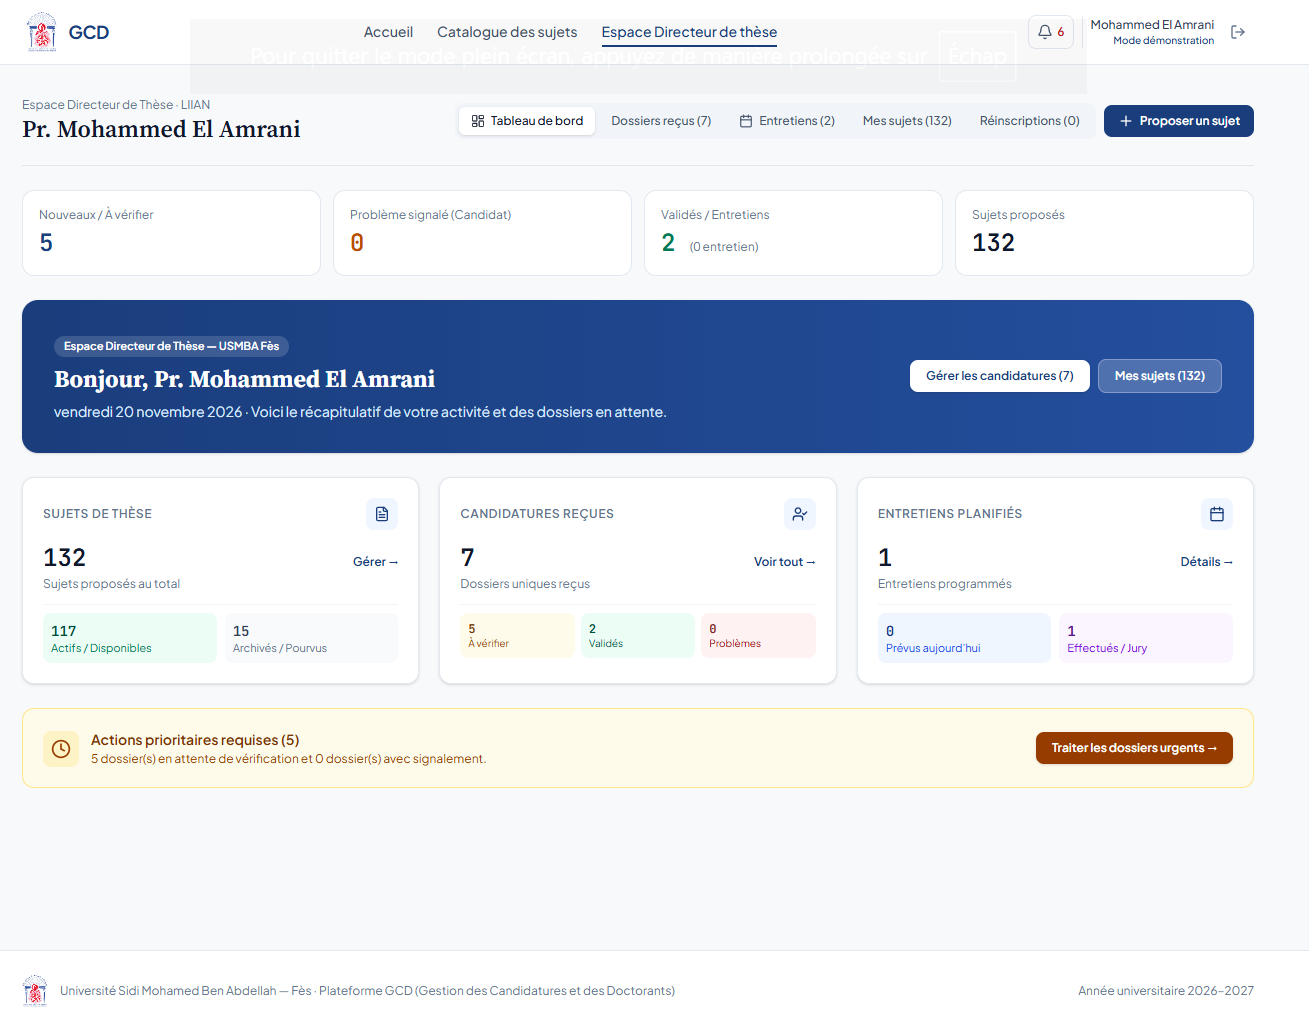 GCD
Accueil
Catalogue des sujets
Espace Directeur de thèse
6
Mohammed El Amrani
Mode démonstration
Pour quitter le mode plein écran, appuyez de manière prolongée sur Échap
Espace Directeur de Thèse · LIIAN
Pr. Mohammed El Amrani
Tableau de bord
Dossiers reçus (7)
Entretiens (2)
Mes sujets (132)
Réinscriptions (0)
Proposer un sujet
Nouveaux / À vérifier
5
Problème signalé (Candidat)
0
Validés / Entretiens
2 (0 entretien)
Sujets proposés
132
Espace Directeur de Thèse — USMBA Fès
Bonjour, Pr. Mohammed El Amrani
vendredi 20 novembre 2026 · Voici le récapitulatif de votre activité et des dossiers en attente.
Gérer les candidatures (7)
Mes sujets (132)
SUJETS DE THÈSE
132
Gérer →
Sujets proposés au total
117
Actifs / Disponibles
15
Archivés / Pourvus
CANDIDATURES REÇUES
7
Voir tout →
Dossiers uniques reçus
5
À vérifier
2
Validés
0
Problèmes
ENTRETIENS PLANIFIÉS
1
Détails →
Entretiens programmés
0
Prévus aujourd'hui
1
Effectués / Jury
Actions prioritaires requises (5)
5 dossier(s) en attente de vérification et 0 dossier(s) avec signalement.
Traiter les dossiers urgents →
Université Sidi Mohamed Ben Abdellah — Fès · Plateforme GCD (Gestion des Candidatures et des Doctorants)
Année universitaire 2026–2027